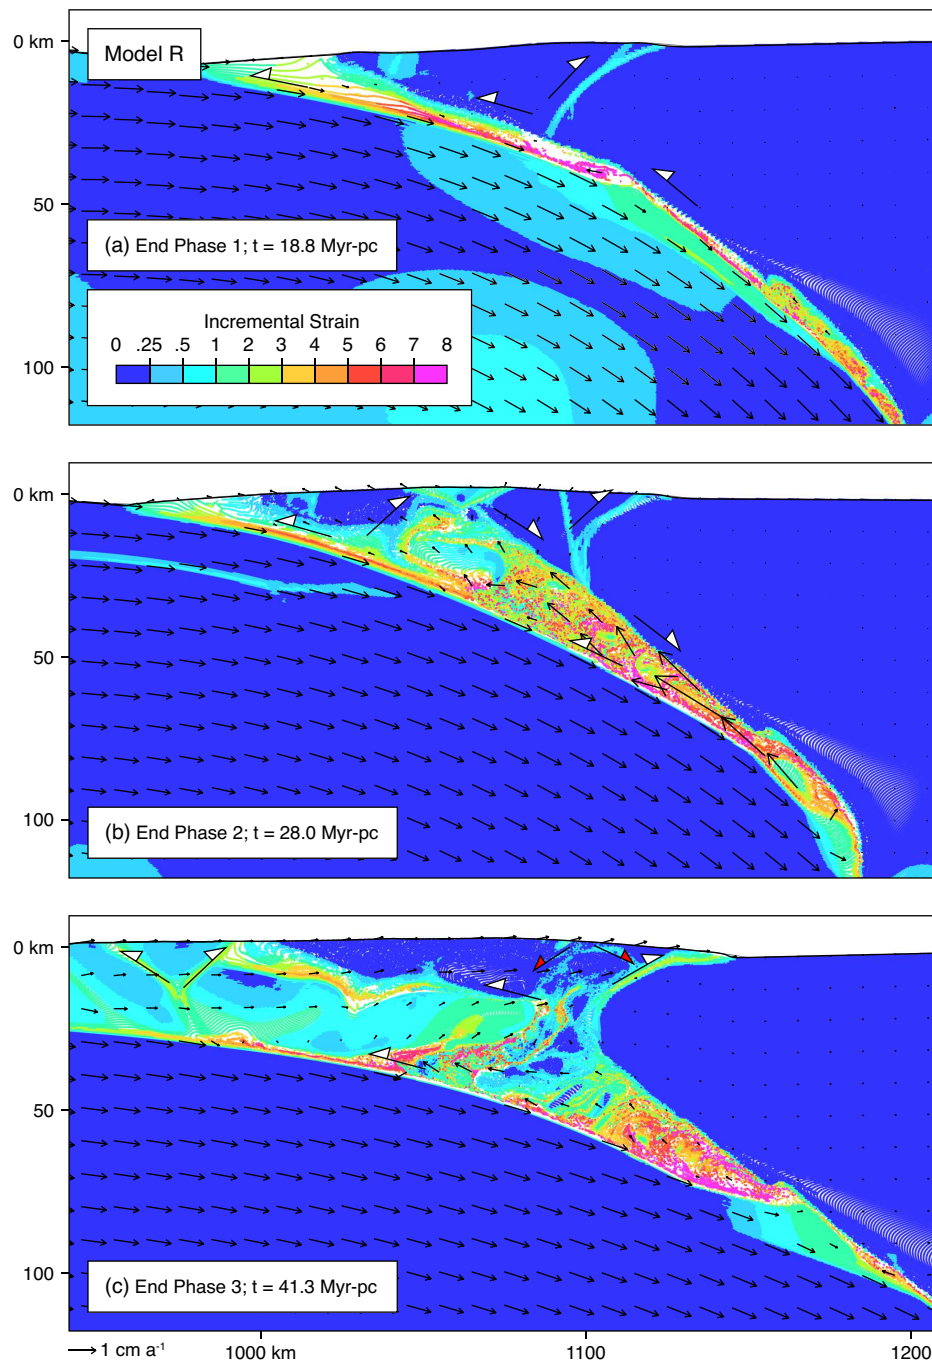 0 km
Model R
50
(a) End Phase 1; t = 18.8 Myr-pc
Incremental Strain
0 .25 .5 1 2 3 4 5 6 7 8
100
0 km
50
100
(b) End Phase 2; t = 28.0 Myr-pc
0 km
50
100
(c) End Phase 3; t = 41.3 Myr-pc
1 cm a⁻¹ 1000 km 1100 1200